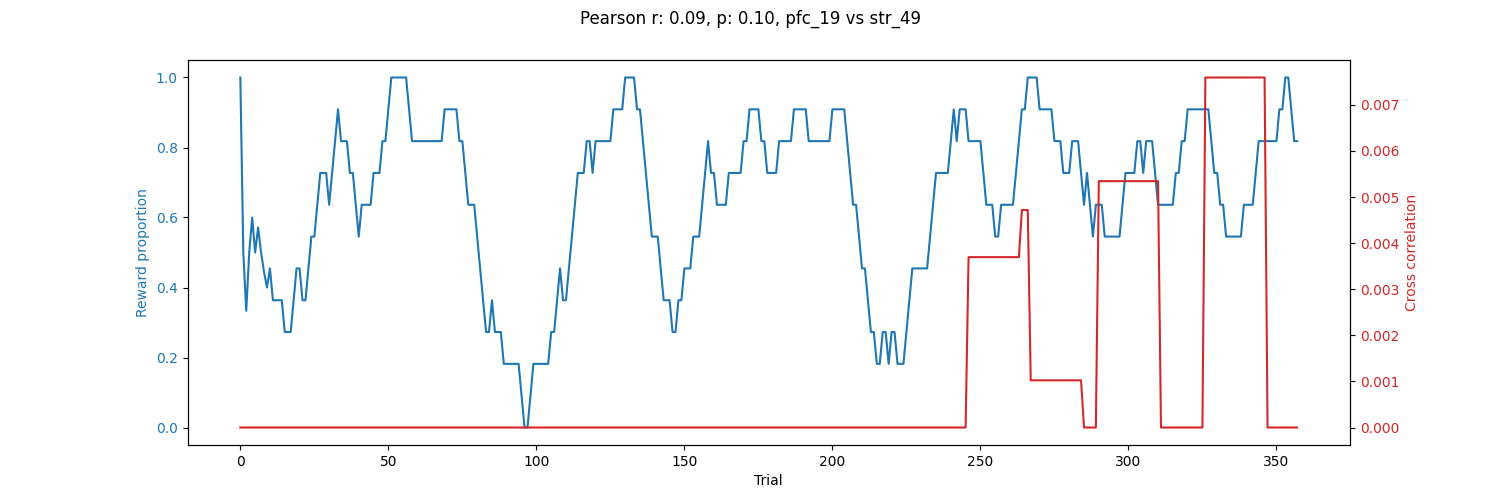 Pearson r: 0.09, p: 0.10, pfc_19 vs str_49
1.0
0.8
0.6
0.4
0.2
0.0
Reward proportion
0.007
0.006
0.005
0.004
0.003
0.002
0.001
0.000
Cross correlation
0 50 100 150 200 250 300 350
Trial